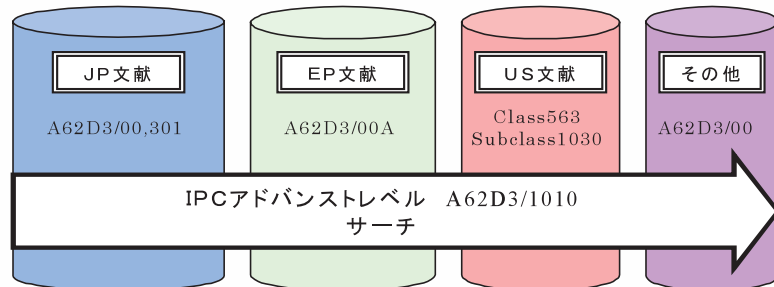 JP文献
EP文献
US文献
その他
A62D3/00,301
A62D3/00A
Class563
Subclass1030
A62D3/00
IPCアドバンストレベル　A62D3/1010
サーチ